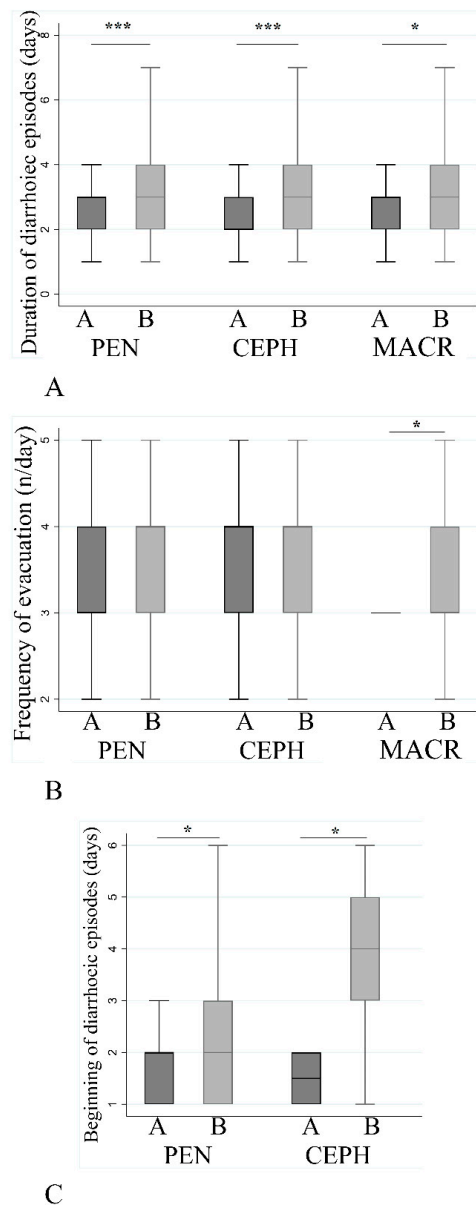 *** *** *
Duration of diarrhoiec episodes (days)
8
6
4
2
0
A B A B A B
PEN CEPH MACR
A
*
Frequency of evacuation (n/day)
5
4
3
2
A B A B A B
PEN CEPH MACR
B
* *
Beginning of diarrhoeic episodes (days)
6
5
4
3
2
1
A B A B
PEN CEPH
C